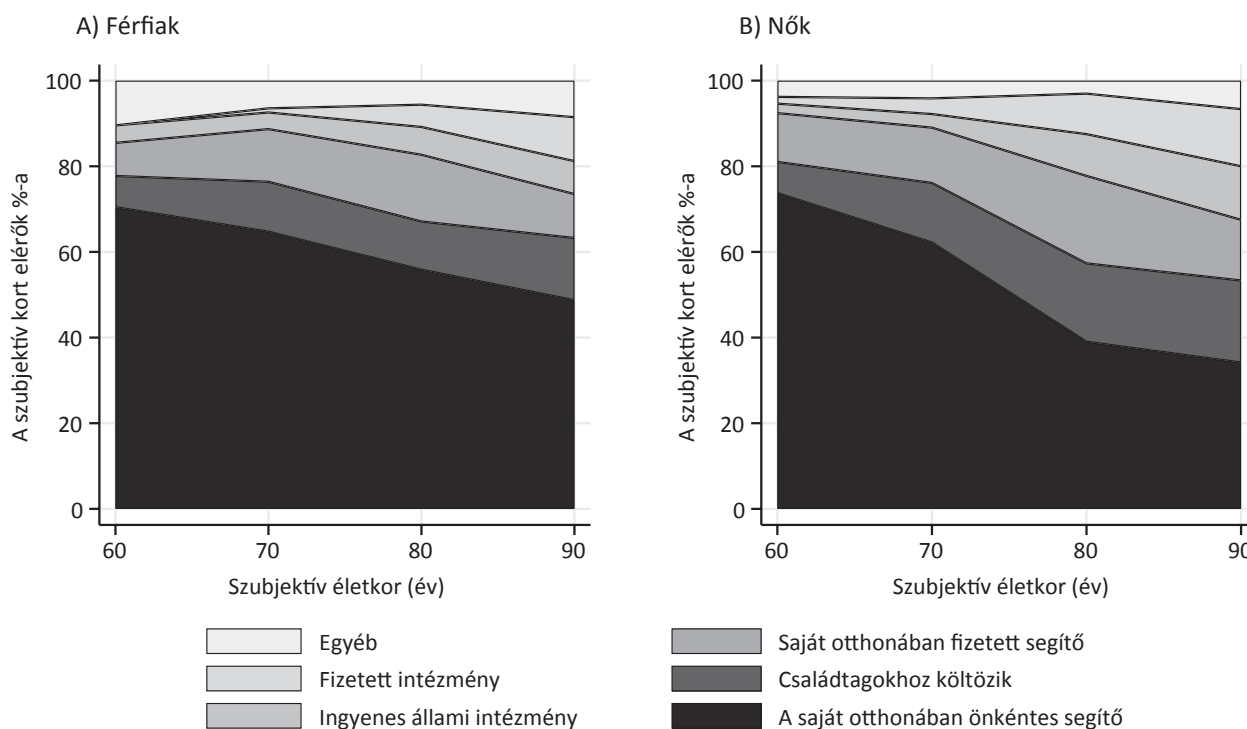 A) Férfiak
B) Nők
A szubjektív kort elérők %-a
100
80
60
40
20
0
60
70
80
90
Szubjektív életkor (év)
A szubjektív kort elérők %-a
100
80
60
40
20
0
60
70
80
90
Szubjektív életkor (év)
Egyéb
Fizetett intézmény
Ingyenes állami intézmény
Saját otthonában fizetett segítő
Családtagokhoz költözik
A saját otthonában önkéntes segítő